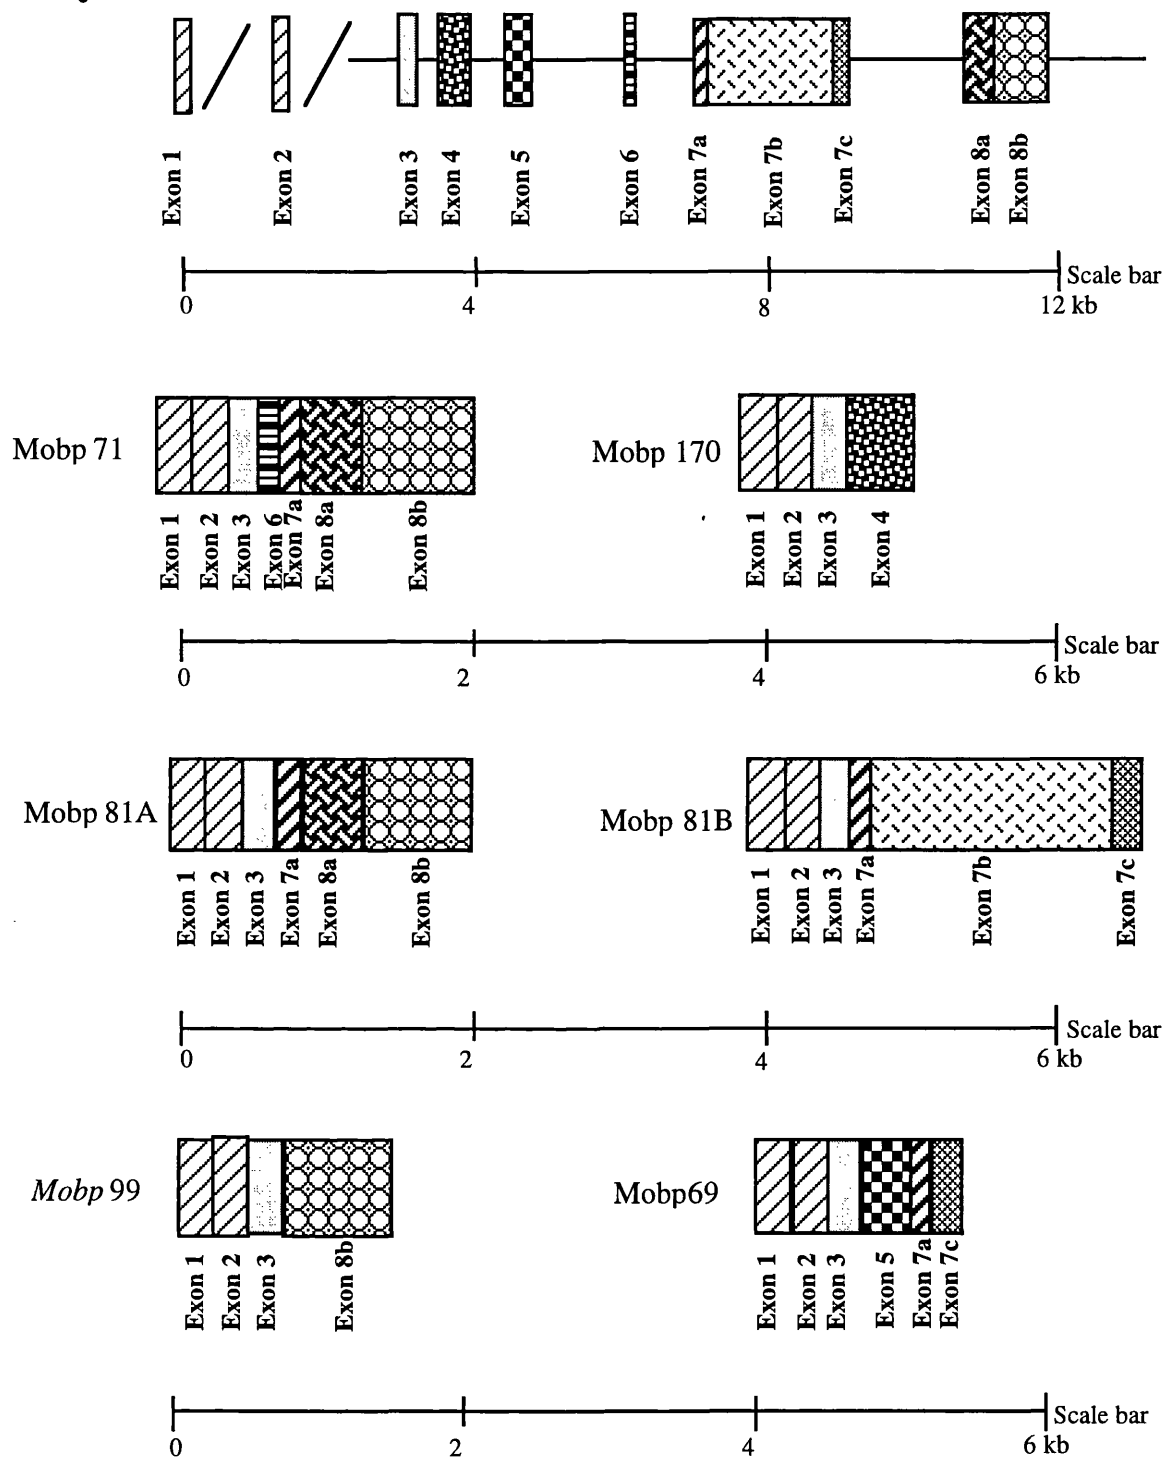 Exon 1 Exon 2 Exon 3 Exon 4 Exon 5 Exon 6 Exon 7a Exon 7b Exon 7c Exon 8a Exon 8b
Scale bar
0 4 8 12 kb
Mobp 71
Exon 1 Exon 2 Exon 3 Exon 6 Exon 7a Exon 8a Exon 8b
Mobp 170
Exon 1 Exon 2 Exon 3 Exon 4
Scale bar
0 2 4 6 kb
Mobp 81A
Exon 1 Exon 2 Exon 3 Exon 7a Exon 8a Exon 8b
Mobp 81B
Exon 1 Exon 2 Exon 3 Exon 7a Exon 7b Exon 7c
Scale bar
0 2 4 6 kb
Mobp 99
Exon 1 Exon 2 Exon 3 Exon 8b
Mobp69
Exon 1 Exon 2 Exon 3 Exon 5 Exon 7a Exon 7c
Scale bar
0 2 4 6 kb